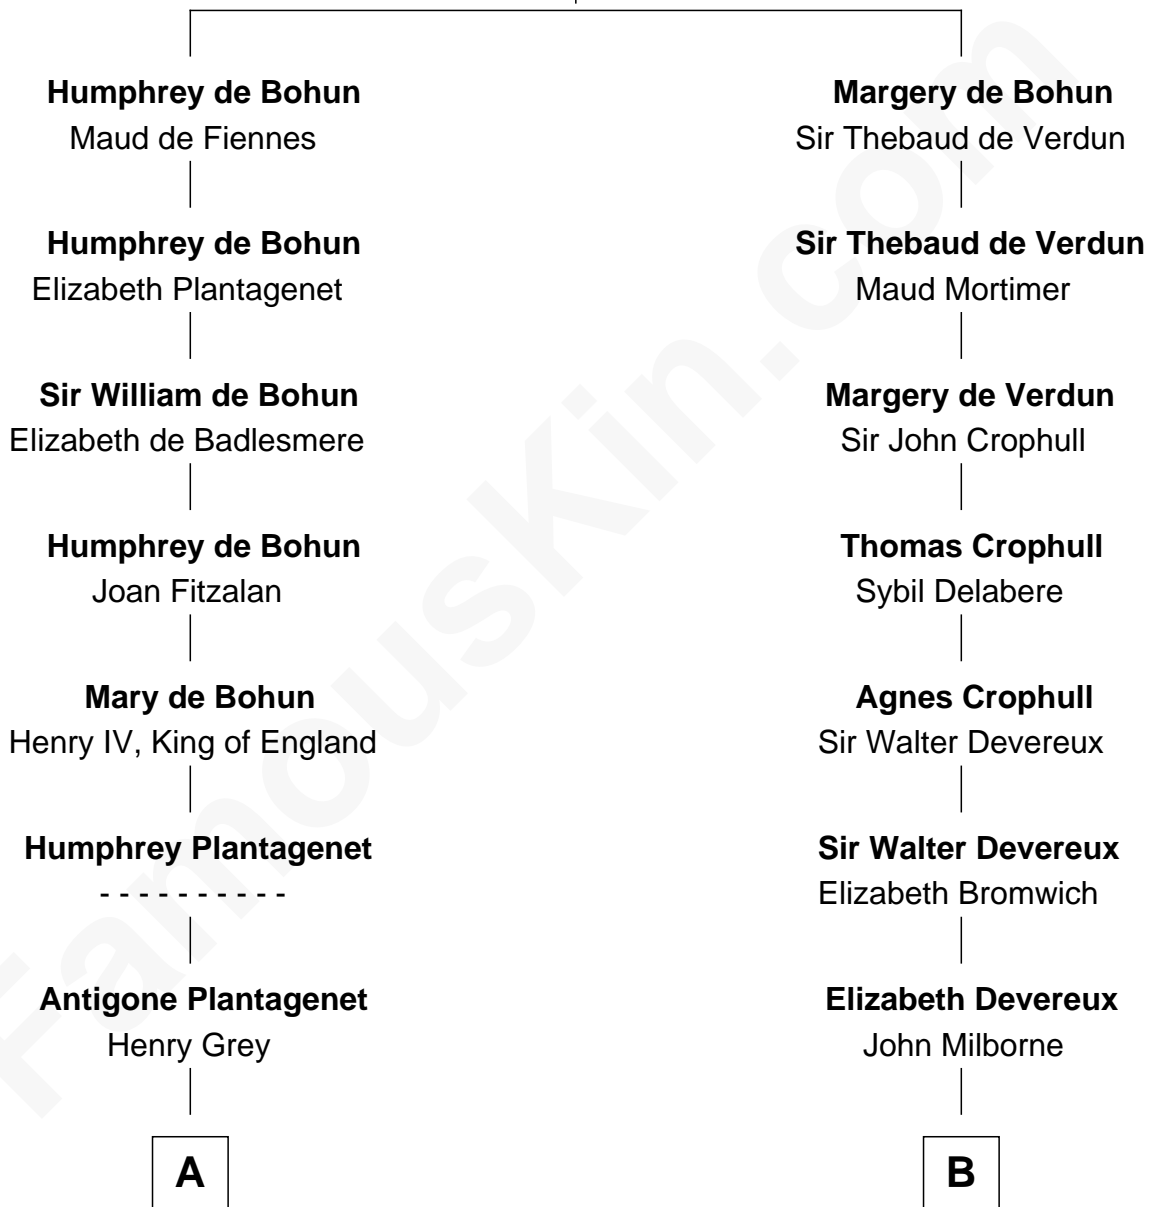 Humphrey de Bohun
Maud de Fiennes
Humphrey de Bohun
Elizabeth Plantagenet
Sir William de Bohun
Elizabeth de Badlesmere
Humphrey de Bohun
Joan Fitzalan
Mary de Bohun
Henry IV, King of England
Humphrey Plantagenet
- - - - - - - - - -
Antigone Plantagenet
Henry Grey
A
Margery de Bohun
Sir Thebaud de Verdun
Sir Thebaud de Verdun
Maud Mortimer
Margery de Verdun
Sir John Crophull
Thomas Crophull
Sybil Delabere
Agnes Crophull
Sir Walter Devereux
Sir Walter Devereux
Elizabeth Bromwich
Elizabeth Devereux
John Milborne
B
FamousKin.com